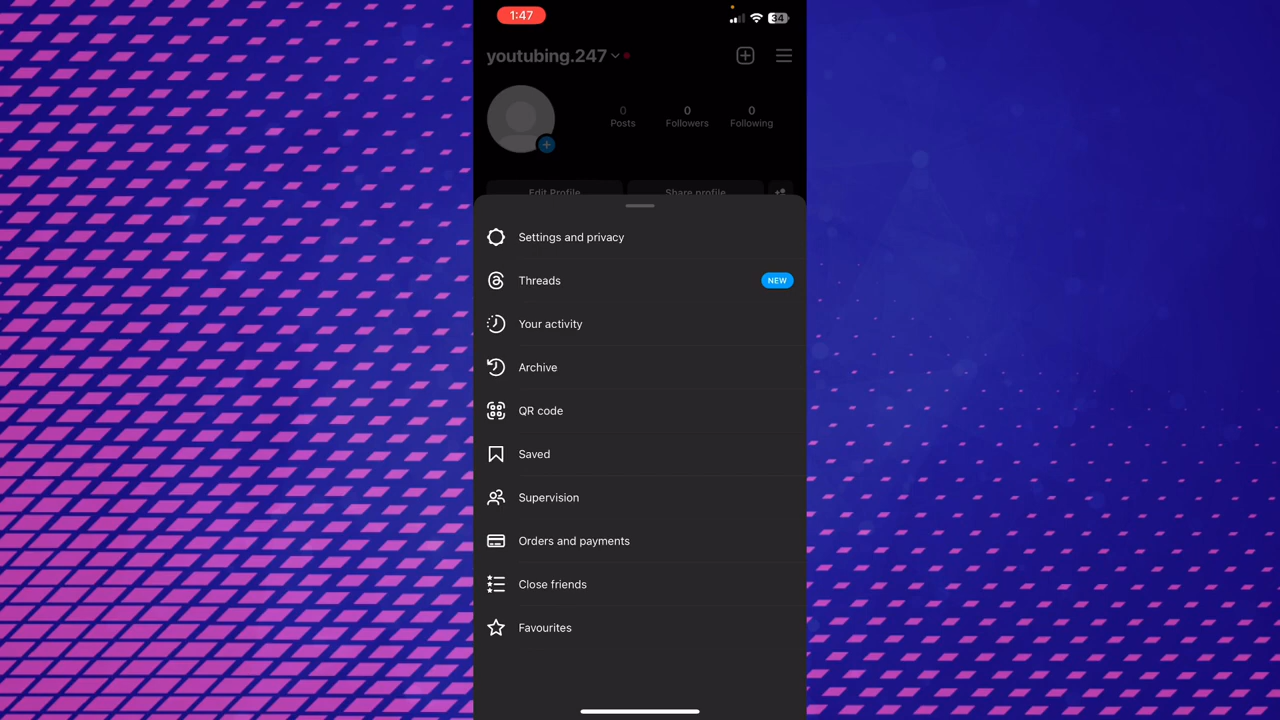 1:47
34
youtubing.247
0 0 0
Posts Followers Following
Edit Profile Share profile
Settings and privacy
Threads NEW
Your activity
Archive
QR code
Saved
Supervision
Orders and payments
Close friends
Favourites